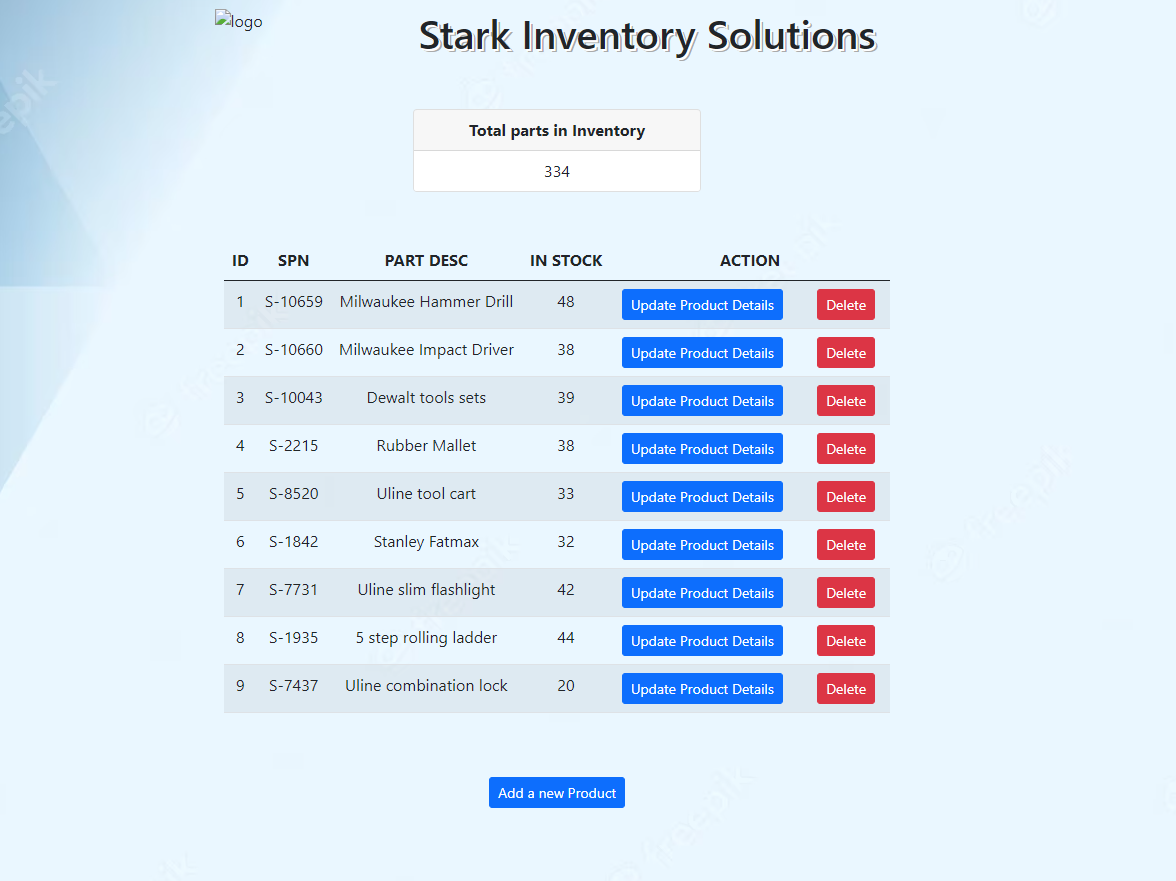 logo
Stark Inventory Solutions
Total parts in Inventory
334
ID SPN PART DESC IN STOCK ACTION
1 S-10659 Milwaukee Hammer Drill 48 Update Product Details Delete
2 S-10660 Milwaukee Impact Driver 38 Update Product Details Delete
3 S-10043 Dewalt tools sets 39 Update Product Details Delete
4 S-2215 Rubber Mallet 38 Update Product Details Delete
5 S-8520 Uline tool cart 33 Update Product Details Delete
6 S-1842 Stanley Fatmax 32 Update Product Details Delete
7 S-7731 Uline slim flashlight 42 Update Product Details Delete
8 S-1935 5 step rolling ladder 44 Update Product Details Delete
9 S-7437 Uline combination lock 20 Update Product Details Delete
Add a new Product
freepik